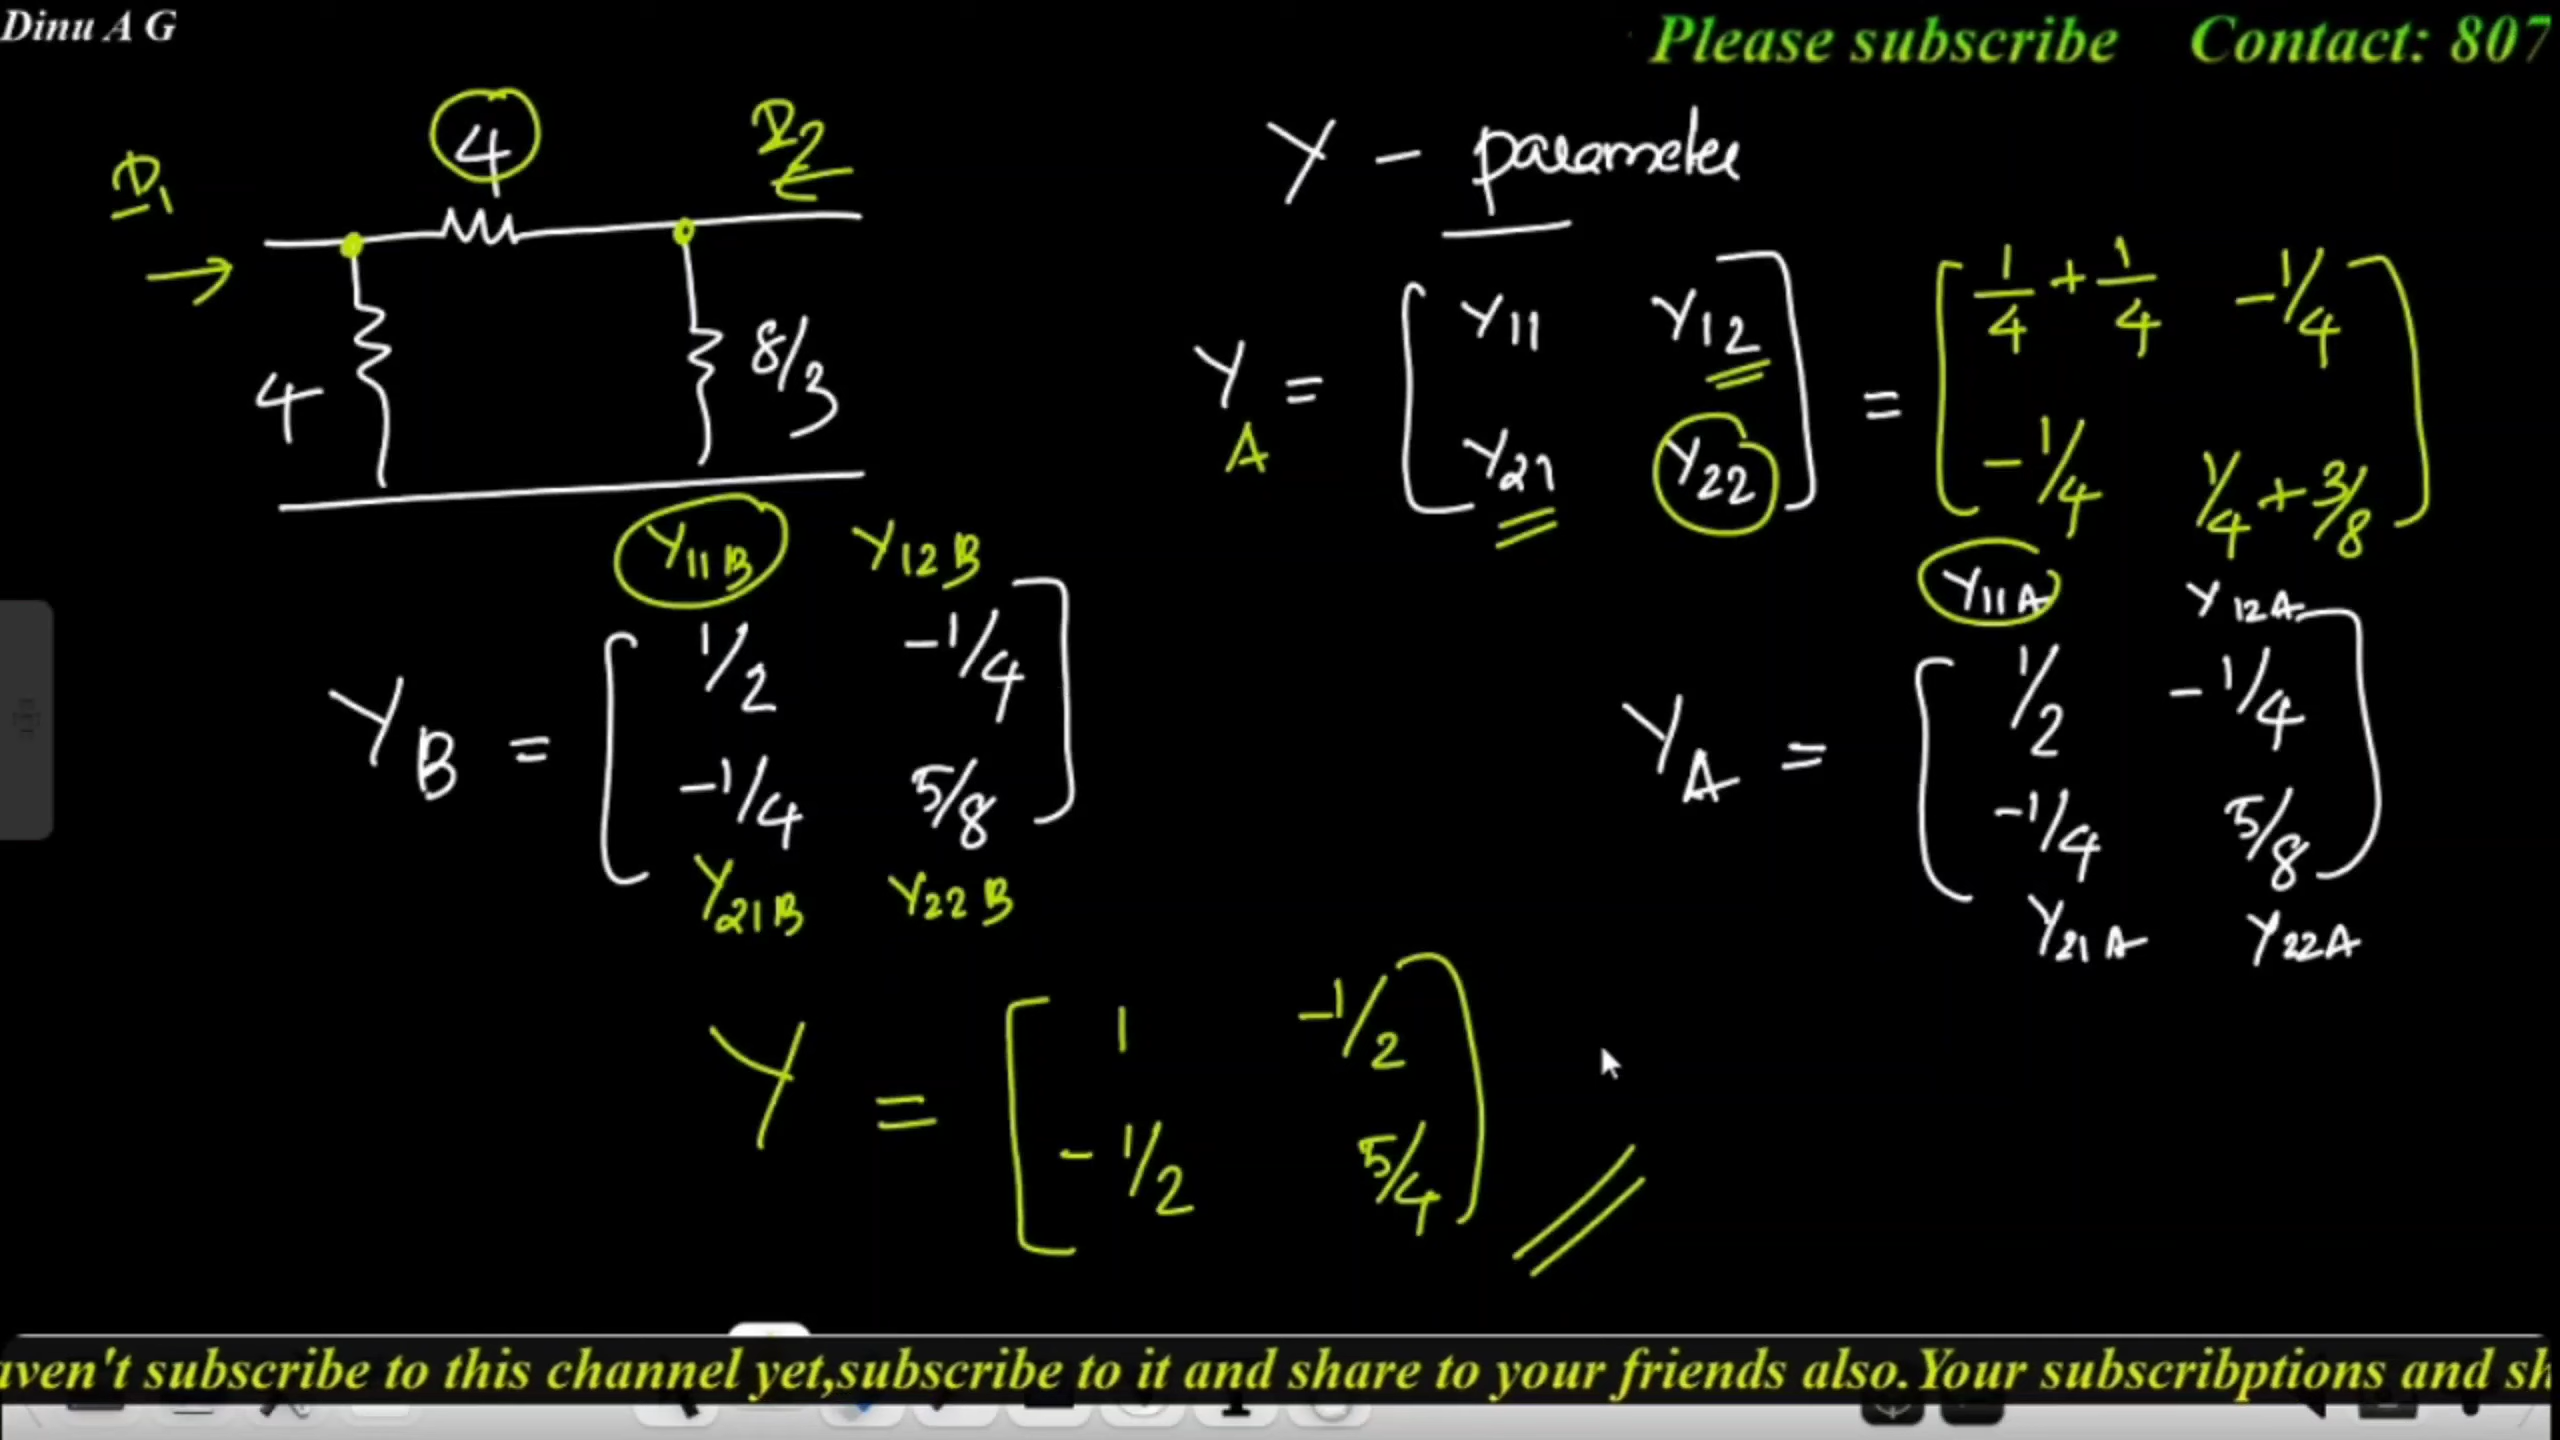 Dinu A G
Please subscribe Contact: 807
4
4
8/3
Y - parameter
Y A = [ Y11 Y12
Y21 Y22 ] = [ 1/4 + 1/4 -1/4
-1/4 1/4 + 3/8 ]
Y11B Y12B
YB = [ 1/2 -1/4
-1/4 5/8 ]
Y21B Y22B
Y11A Y12A
YA = [ 1/2 -1/4
-1/4 5/8 ]
Y21A Y22A
Y = [ 1 -1/2
-1/2 5/4 ]
aven't subscribe to this channel yet,subscribe to it and share to your friends also.Your subscribptions and sh